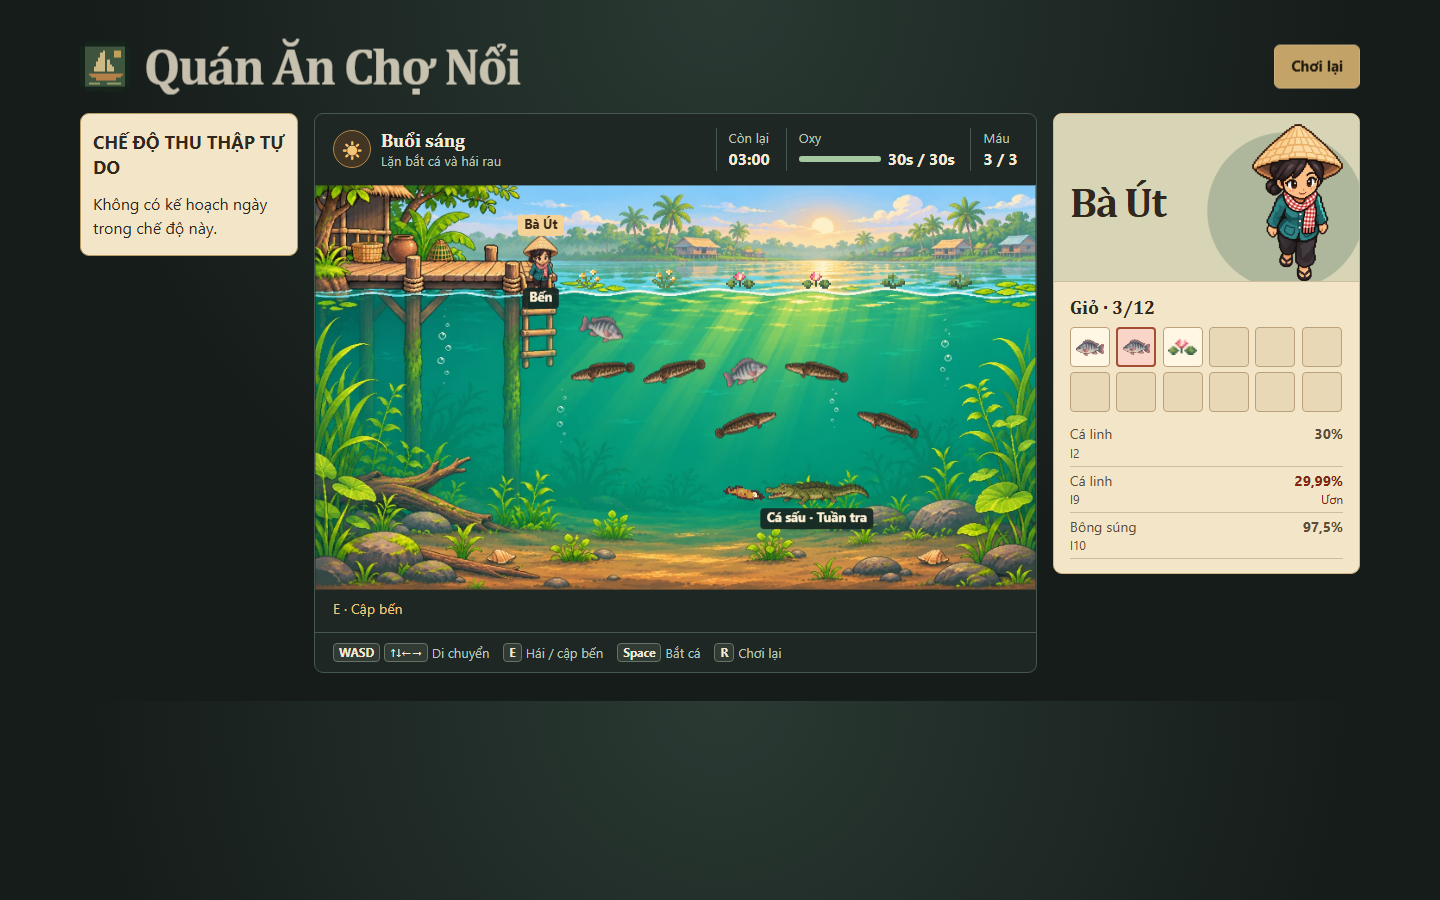 Quán Ăn Chợ Nổi
Chơi lại
CHẾ ĐỘ THU THẬP TỰ DO
Không có kế hoạch ngày
trong chế độ này.
Buổi sáng
Lặn bắt cá và hái rau
Còn lại
03:00
Oxy
30s / 30s
Máu
3 / 3
Bà Út
Bến
Cá sấu · Tuần tra
E · Cập bến
WASD ↑↓←→ Di chuyển E Hái / cập bến Space Bắt cá R Chơi lại
Bà Út
Giỏ · 3/12
Cá linh 30%
I2
Cá linh 29,99%
I9 Ươn
Bông súng 97,5%
I10